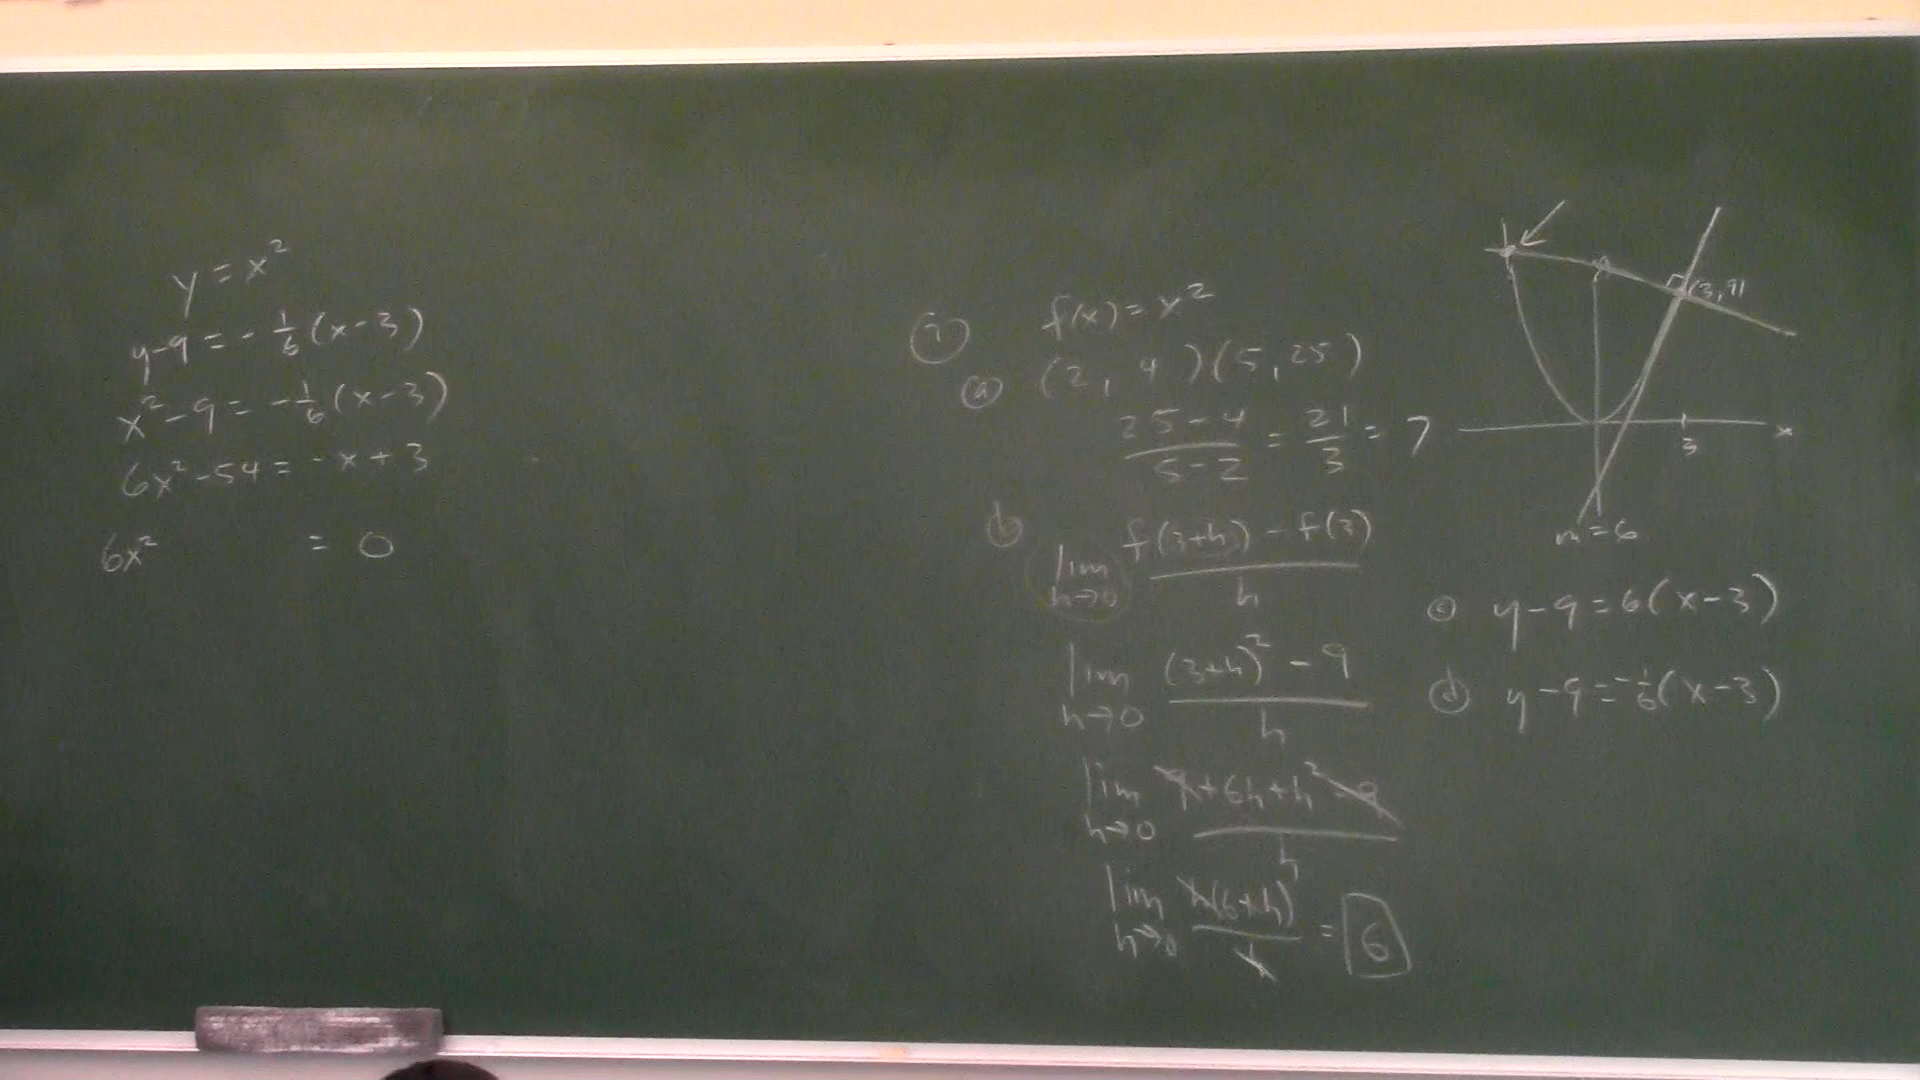 y = x²
y-9 = -1/6(x-3)
x²-9 = -1/6(x-3)
6x²-54 = -x+3
6x² = 0
f(x) = x²
(a) (2, 4)(5, 25)
(25-4)/(5-2) = 21/3 = 7
(b) lim h→0 (f(3+h) - f(3))/h
lim h→0 ((3+h)² - 9)/h
lim h→0 (9+6h+h²-9)/h
lim h→0 h(6+h)/h = 6
(3,9)
3
x
m=6
(c) y-9 = 6(x-3)
(d) y-9 = -1/6(x-3)